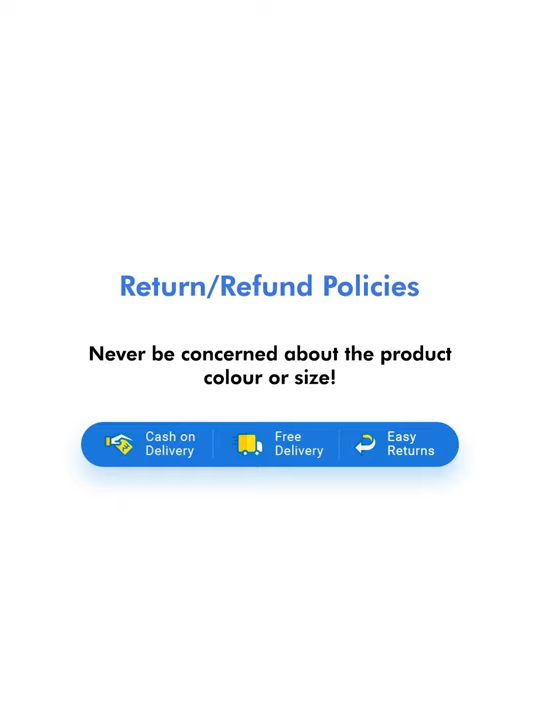 Return/Refund Policies
Never be concerned about the product
colour or size!
Cash on
Delivery
Free
Delivery
Easy
Returns